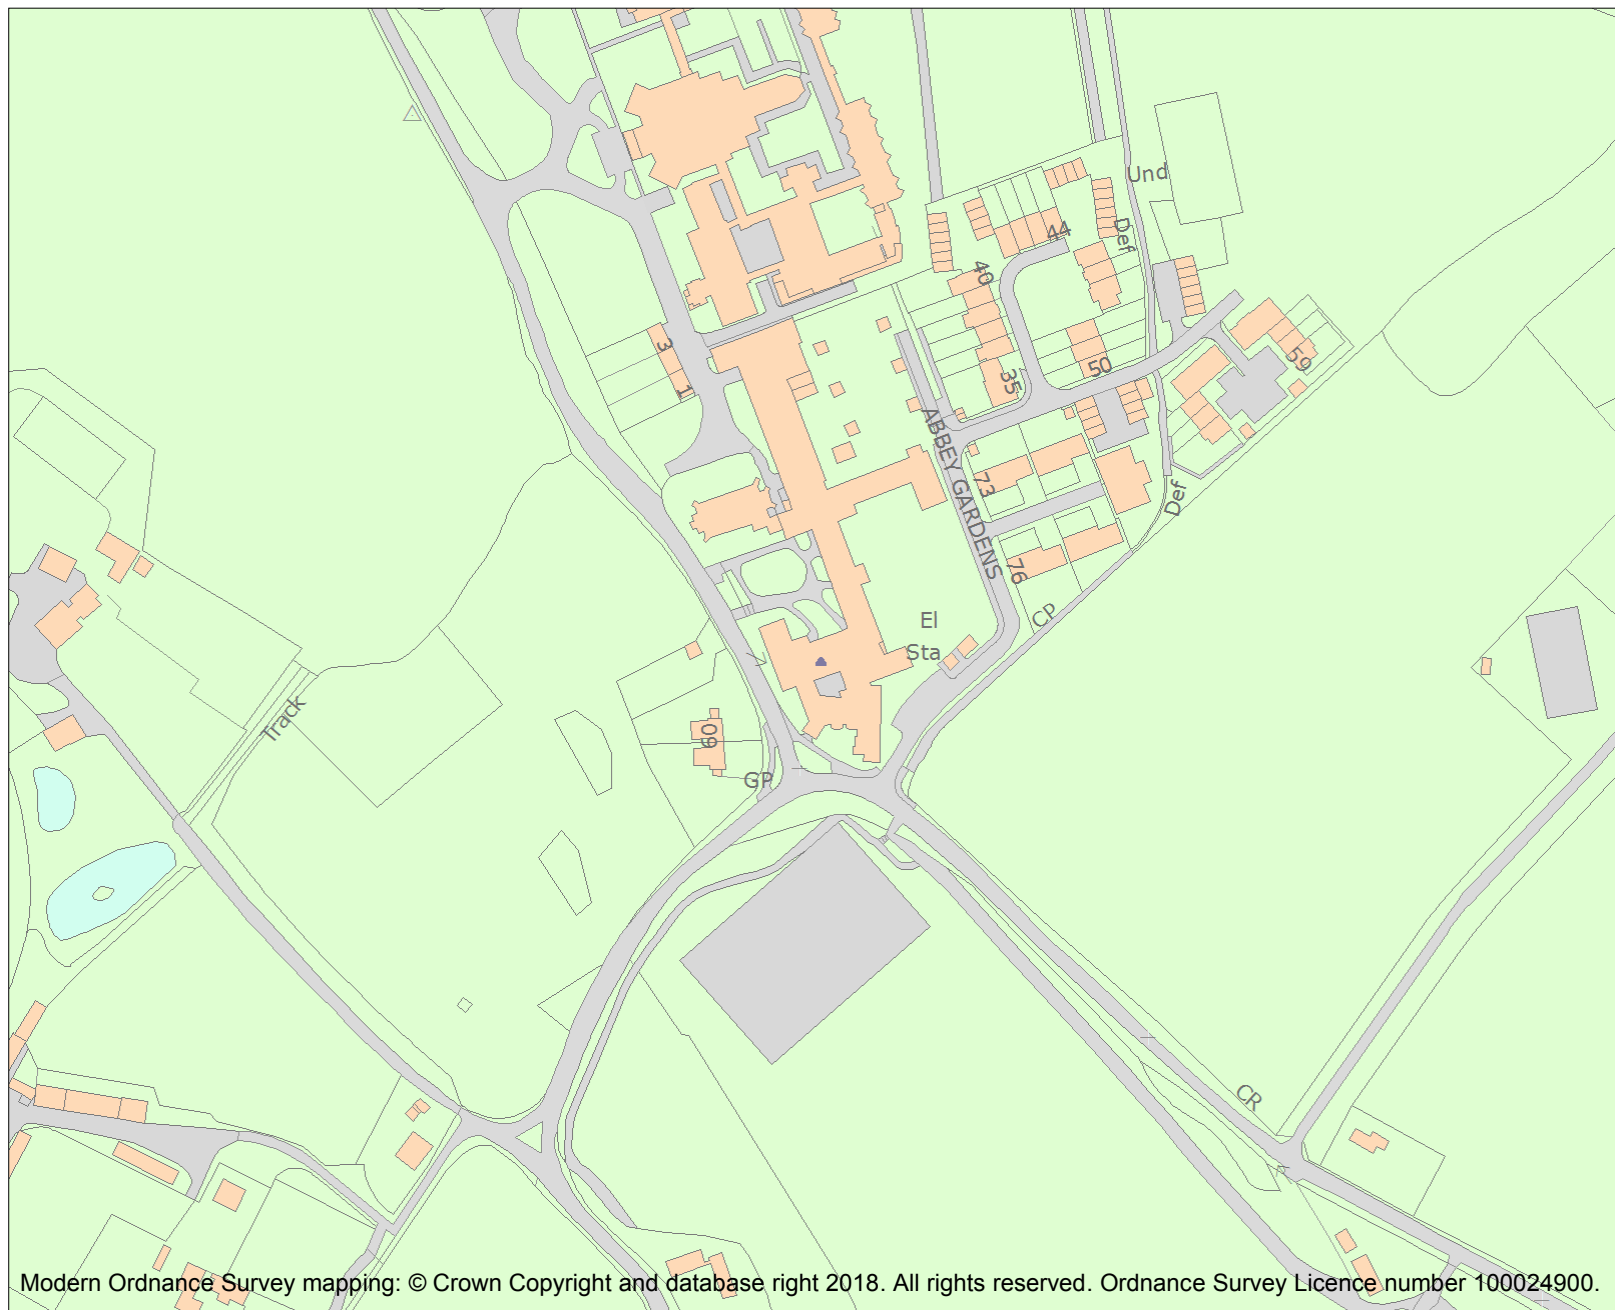 Und
Def
44
40
3
1
35
50
59
ABBEY GARDENS
73
Def
76
CP
El
Sta
Track
60
GP
CR
Modern Ordnance Survey mapping: © Crown Copyright and database right 2018. All rights reserved. Ordnance Survey Licence number 100024900.